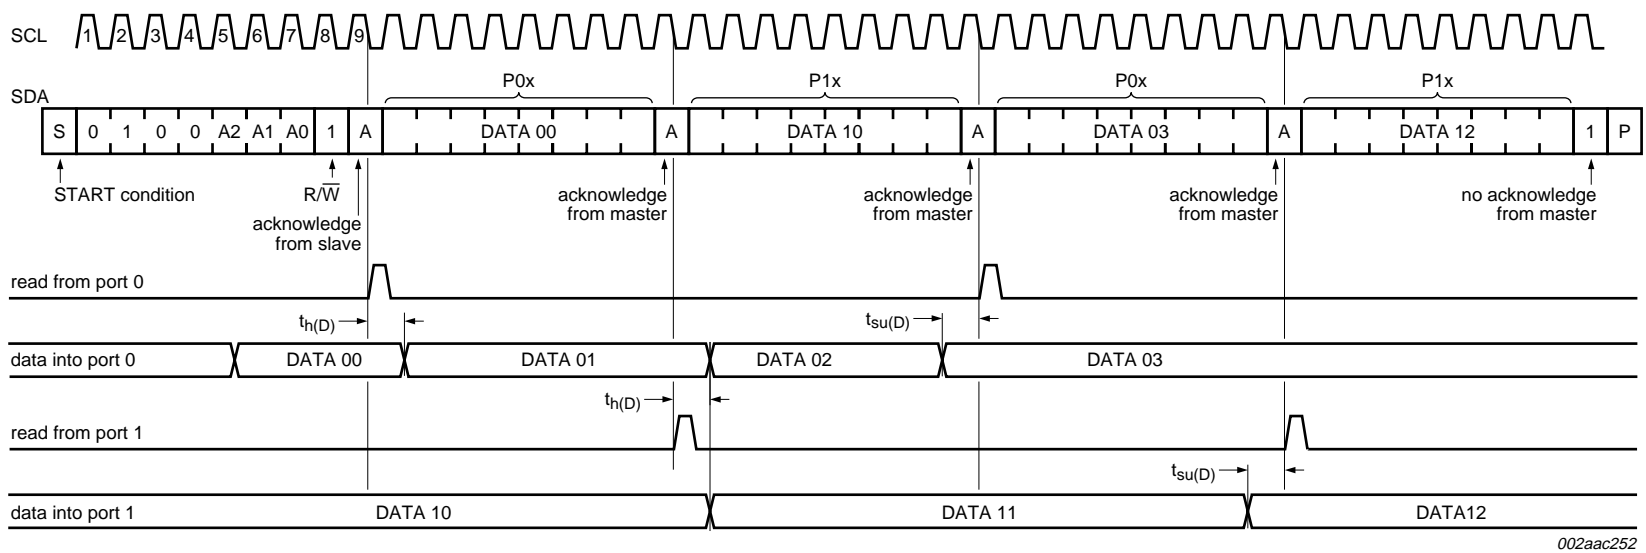 SCL 1 2 3 4 5 6 7 8 9
P0x P1x P0x P1x
SDA
S 0 1 0 0 A2 A1 A0 1 A DATA 00 A DATA 10 A DATA 03 A DATA 12 1 P
START condition R/W̅ acknowledge acknowledge acknowledge no acknowledge
from master from master from master from master
acknowledge
from slave
read from port 0
th(D) tsu(D)
data into port 0 DATA 00 DATA 01 DATA 02 DATA 03
th(D)
read from port 1
tsu(D)
data into port 1 DATA 10 DATA 11 DATA12
002aac252